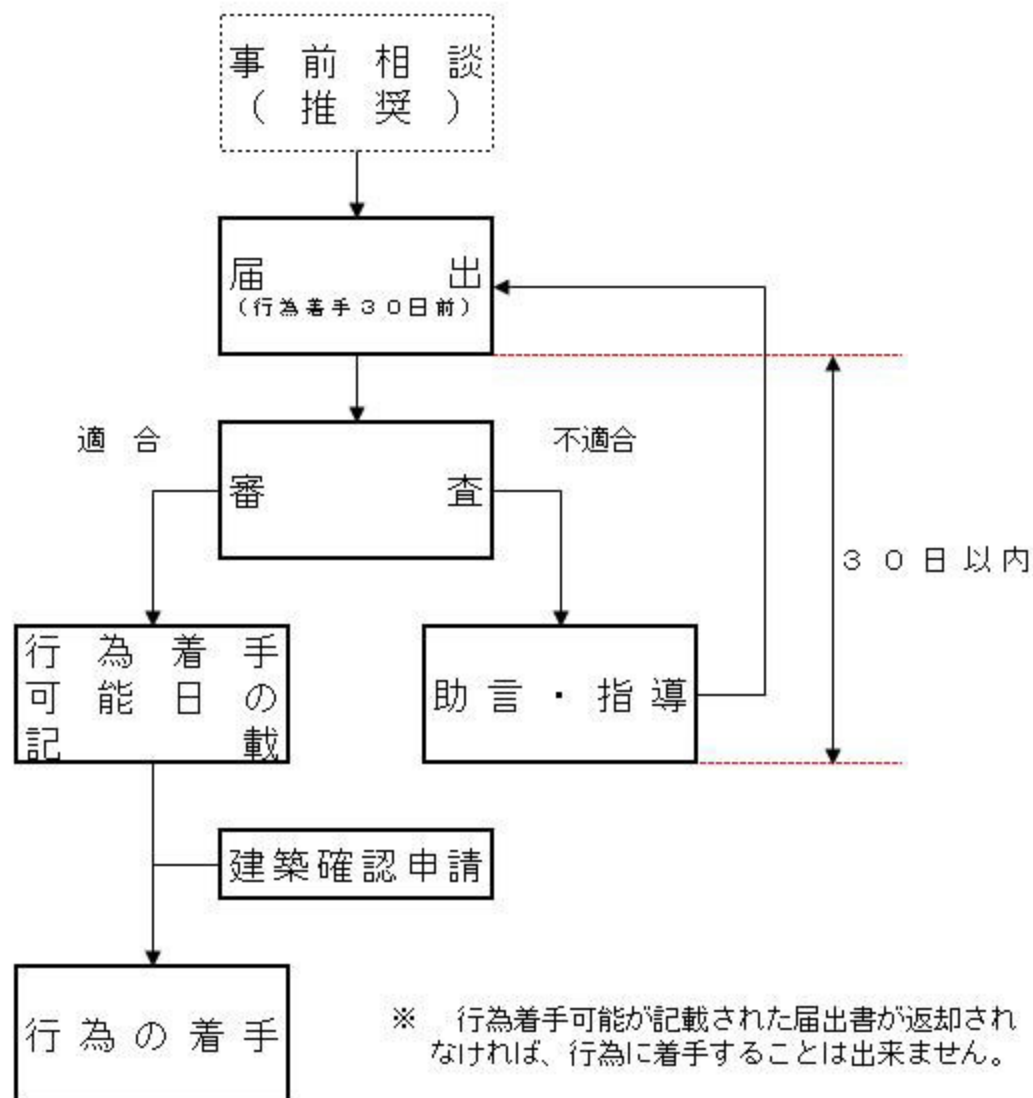 事前相談
（推奨）
届出
（行為着手３０日前）
適合
不適合
審査
３０日以内
行為着手
可能日の
記載
助言・指導
建築確認申請
行為の着手
※　行為着手可能が記載された届出書が返却され
なければ、行為に着手することは出来ません。